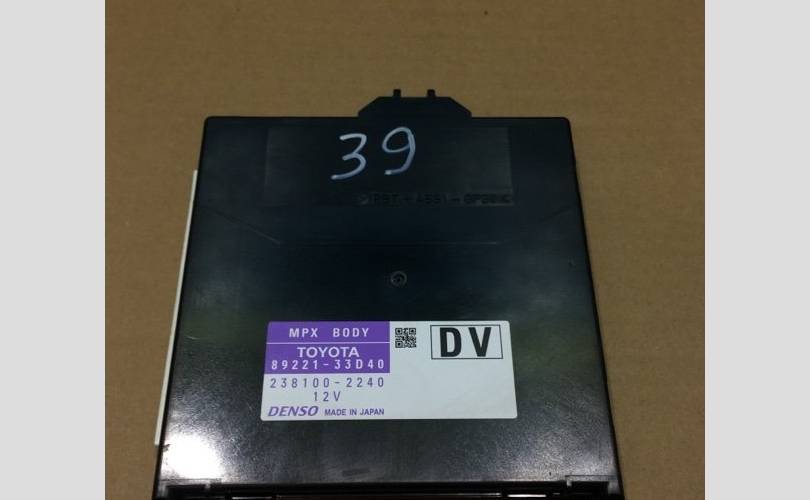 39
MPX BODY
TOYOTA
89221-33D40
DV
238100-2240
12V
DENSO MADE IN JAPAN